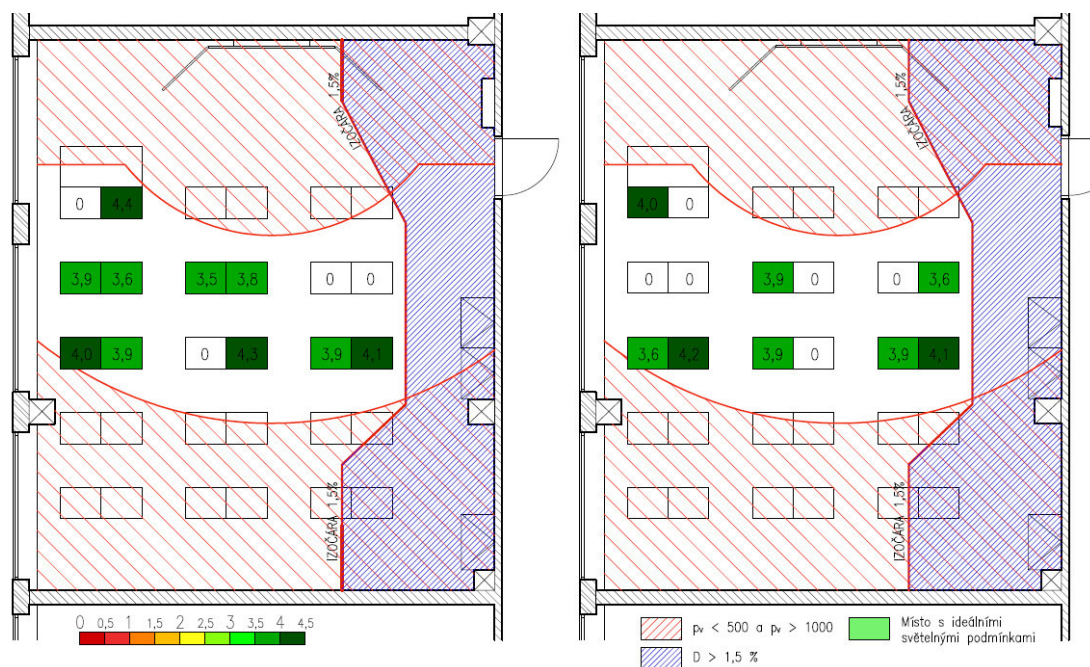 IZOČÁRA 1,5%
0 4,4
3,9 3,6 3,5 3,8 0 0
4,0 3,9 0 4,3 3,9 4,1
IZOČÁRA 1,5%
0 0,5 1 1,5 2 2,5 3 3,5 4 4,5
IZOČÁRA 1,5%
4,0 0
0 0 3,9 0 0 3,6
3,6 4,2 3,9 0 3,9 4,1
IZOČÁRA 1,5%
pᵥ < 500 a pᵥ > 1000
D > 1,5 %
Místo s ideálními
světelnými podmínkami